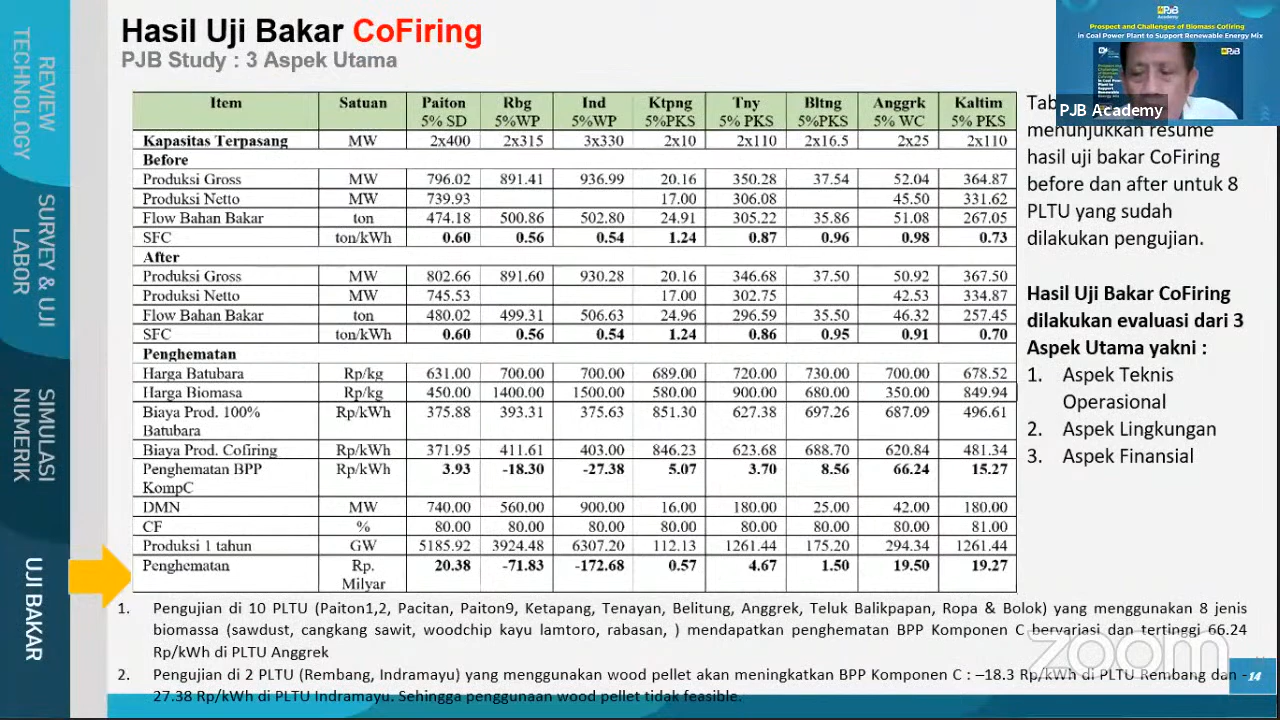 Hasil Uji Bakar CoFiring
PJB Study : 3 Aspek Utama
REVIEW TECHNOLOGY
SURVEY & UJI LABOR
SIMULASI NUMERIK
UJI BAKAR
PJB Academy
Prospect and Challenges of Biomass Cofiring
in Coal Power Plant to Support Renewable Energy Mix
PJB
PJB Academy
Item Satuan Paiton 5% SD Rbg 5%WP Ind 5%WP Ktpng 5%PKS Tny 5% PKS Bltng 5%PKS Anggrk 5% WC Kaltim 5% PKS
Kapasitas Terpasang MW 2x400 2x315 3x330 2x10 2x110 2x16.5 2x25 2x110
Before
Produksi Gross MW 796.02 891.41 936.99 20.16 350.28 37.54 52.04 364.87
Produksi Netto MW 739.93 17.00 306.08 45.50 331.62
Flow Bahan Bakar ton 474.18 500.86 502.80 24.91 305.22 35.86 51.08 267.05
SFC ton/kWh 0.60 0.56 0.54 1.24 0.87 0.96 0.98 0.73
After
Produksi Gross MW 802.66 891.60 930.28 20.16 346.68 37.50 50.92 367.50
Produksi Netto MW 745.53 17.00 302.75 42.53 334.87
Flow Bahan Bakar ton 480.02 499.31 506.63 24.96 296.59 35.50 46.32 257.45
SFC ton/kWh 0.60 0.56 0.54 1.24 0.86 0.95 0.91 0.70
Penghematan
Harga Batubara Rp/kg 631.00 700.00 700.00 689.00 720.00 730.00 700.00 678.52
Harga Biomasa Rp/kg 450.00 1400.00 1500.00 580.00 900.00 680.00 350.00 849.94
Biaya Prod. 100% Batubara Rp/kWh 375.88 393.31 375.63 851.30 627.38 697.26 687.09 496.61
Biaya Prod. Cofiring Rp/kWh 371.95 411.61 403.00 846.23 623.68 688.70 620.84 481.34
Penghematan BPP KompC Rp/kWh 3.93 -18.30 -27.38 5.07 3.70 8.56 66.24 15.27
DMN MW 740.00 560.00 900.00 16.00 180.00 25.00 42.00 180.00
CF % 80.00 80.00 80.00 80.00 80.00 80.00 80.00 81.00
Produksi 1 tahun GW 5185.92 3924.48 6307.20 112.13 1261.44 175.20 294.34 1261.44
Penghematan Rp. Milyar 20.38 -71.83 -172.68 0.57 4.67 1.50 19.50 19.27
menunjukkan resume
hasil uji bakar CoFiring
before dan after untuk 8
PLTU yang sudah
dilakukan pengujian.
Hasil Uji Bakar CoFiring
dilakukan evaluasi dari 3
Aspek Utama yakni :
1. Aspek Teknis
Operasional
2. Aspek Lingkungan
3. Aspek Finansial
1. Pengujian di 10 PLTU (Paiton1,2, Pacitan, Paiton9, Ketapang, Tenayan, Belitung, Anggrek, Teluk Balikpapan, Ropa & Bolok) yang menggunakan 8 jenis
biomassa (sawdust, cangkang sawit, woodchip kayu lamtoro, rabasan, ) mendapatkan penghematan BPP Komponen C bervariasi dan tertinggi 66.24
Rp/kWh di PLTU Anggrek
2. Pengujian di 2 PLTU (Rembang, Indramayu) yang menggunakan wood pellet akan meningkatkan BPP Komponen C : –18.3 Rp/kWh di PLTU Rembang dan -
27.38 Rp/kWh di PLTU Indramayu. Sehingga penggunaan wood pellet tidak feasible.
zoom
14